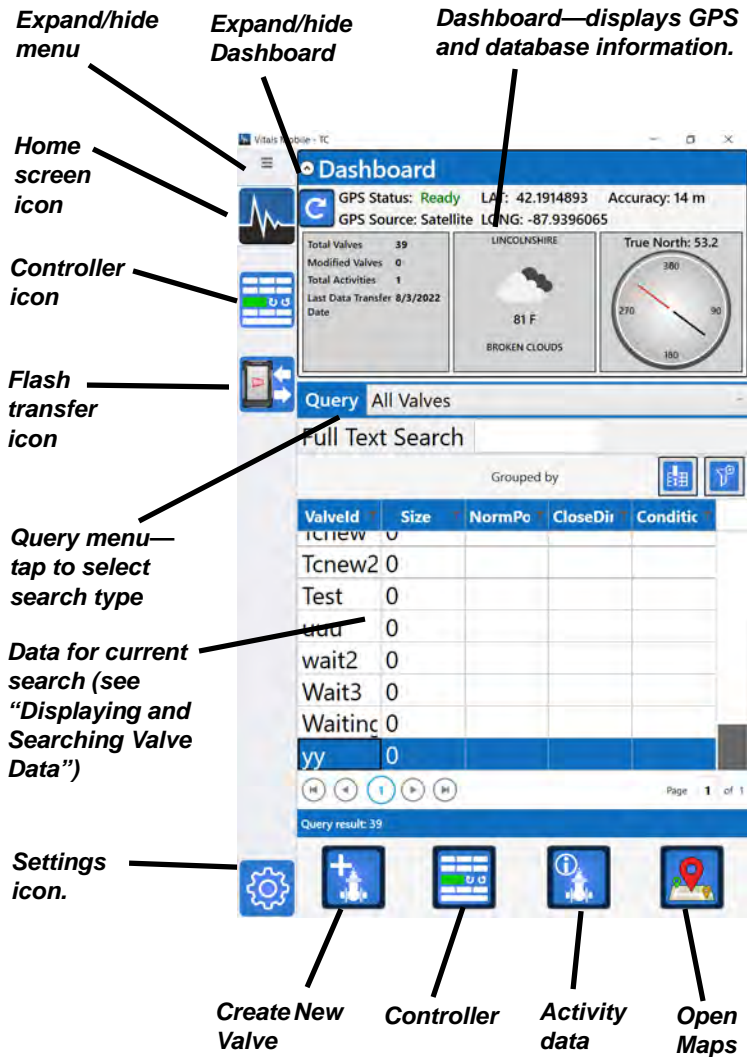 Expand/hide
menu
Expand/hide
Dashboard
Dashboard—displays GPS
and database information.
Home
screen
icon
Controller
icon
Flash
transfer
icon
Query menu—
tap to select
search type
Data for current
search (see
“Displaying and
Searching Valve
Data”)
Settings
icon.
Vitals Mobile - TC
Dashboard
GPS Status: Ready LAT: 42.1914893 Accuracy: 14 m
GPS Source: Satellite LONG: -87.9396065
Total Valves 39
Modified Valves 0
Total Activities 1
Last Data Transfer 8/3/2022
Date
LINCOLNSHIRE
81 F
BROKEN CLOUDS
True North: 53.2
360
270 90
180
Query All Valves
Full Text Search
Grouped by
ValveId Size NormPo CloseDir Conditic
Tcnew 0
Tcnew2 0
Test 0
uuu 0
wait2 0
Wait3 0
Waiting 0
yy 0
1
Page 1 of 1
Query result: 39
Create New
Valve
Controller
Activity
data
Open
Maps